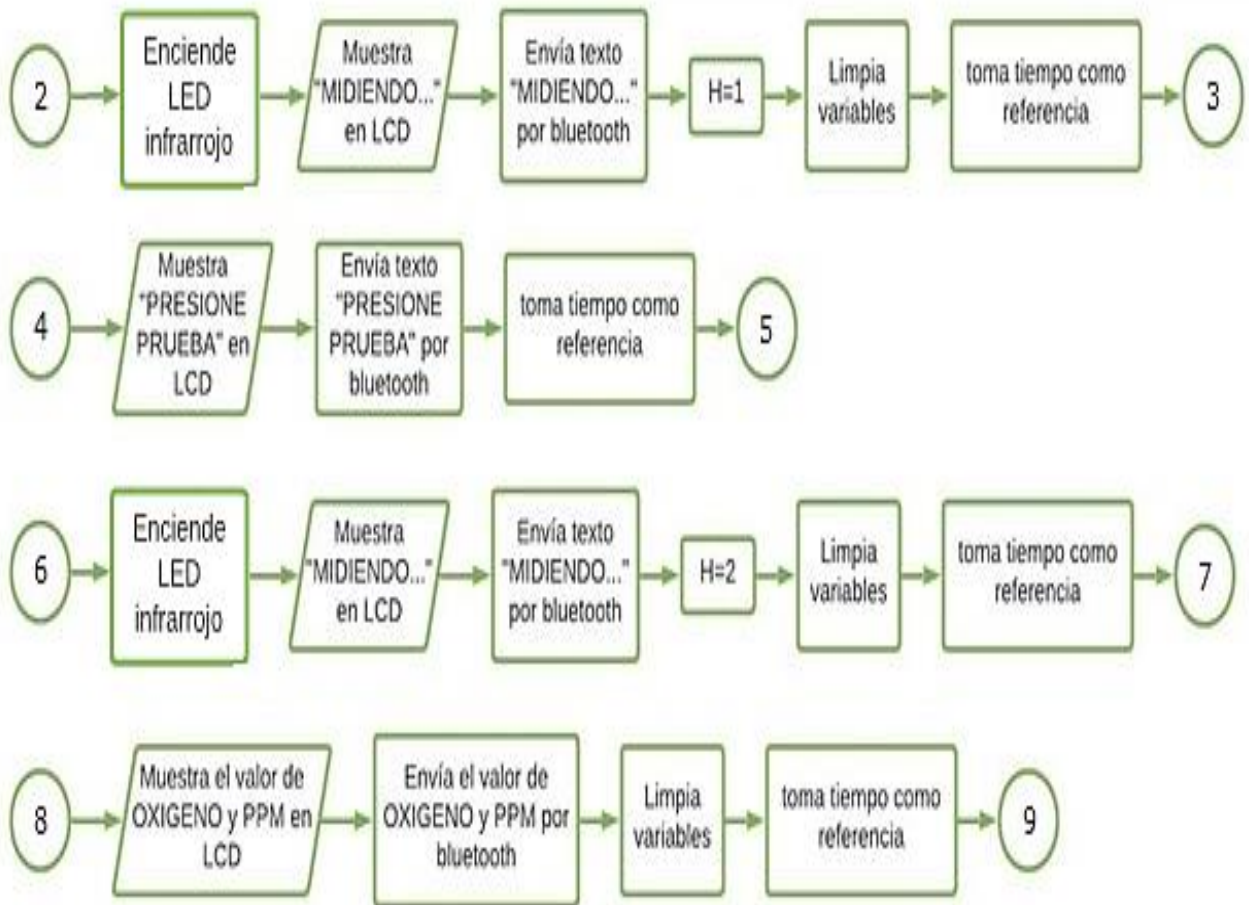 2
Enciende
LED
infrarrojo
Muestra
"MIDIENDO..."
en LCD
Envía texto
"MIDIENDO..."
por bluetooth
H=1
Limpia
variables
toma tiempo como
referencia
3
4
Muestra
"PRESIONE
PRUEBA" en
LCD
Envía texto
"PRESIONE
PRUEBA" por
bluetooth
toma tiempo como
referencia
5
6
Enciende
LED
infrarrojo
Muestra
"MIDIENDO..."
en LCD
Envía texto
"MIDIENDO..."
por bluetooth
H=2
Limpia
variables
toma tiempo como
referencia
7
8
Muestra el valor de
OXIGENO y PPM en
LCD
Envía el valor de
OXIGENO y PPM por
bluetooth
Limpia
variables
toma tiempo como
referencia
9